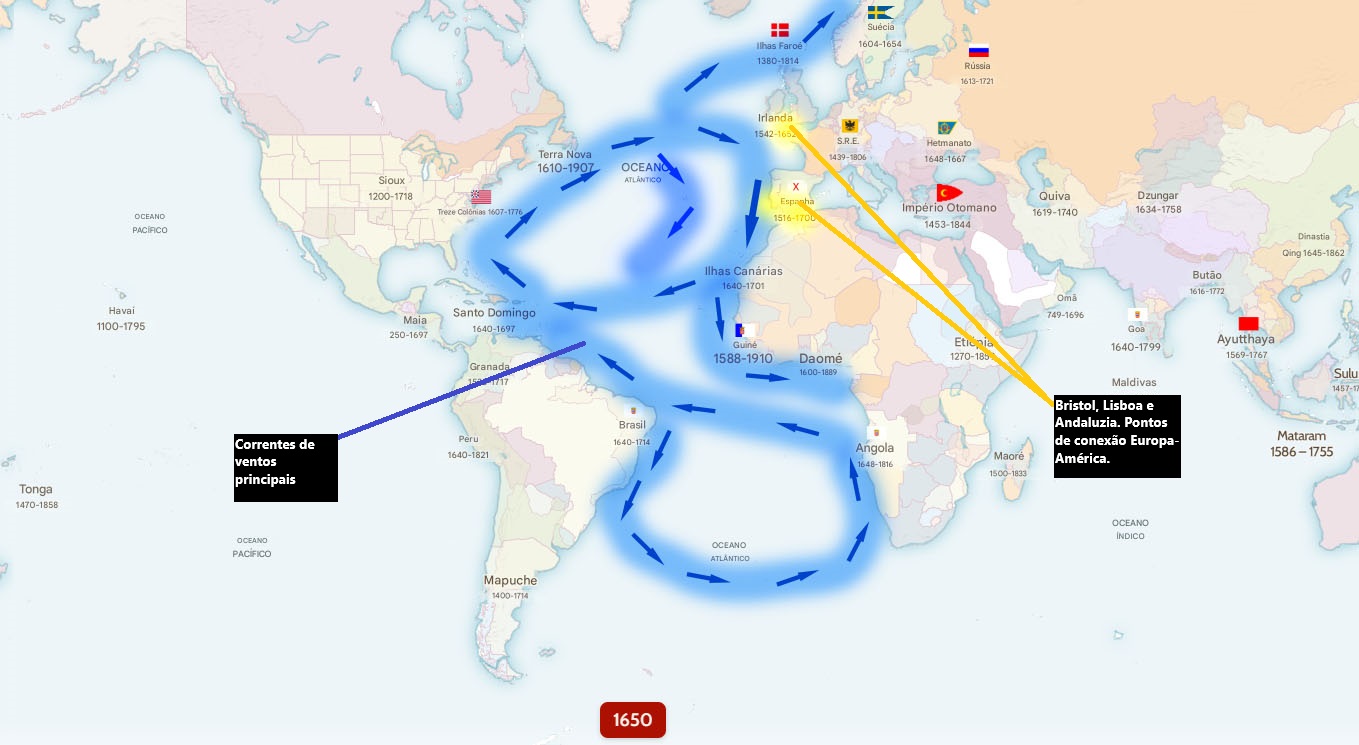 Suécia
1604-1654
Ilhas Faroé
1380-1814
Rússia
1613-1721
Irlanda
1542-1652
S.R.E.
1439-1806
Hetmanato
1648-1667
Terra Nova
1610-1907
OCEANO
ATLÂNTICO
Sioux
1200-1718
Treze Colônias 1607-1776
X
Espanha
1516-1700
Império Otomano
1453-1844
Quiva
1619-1740
Dzungar
1634-1758
OCEANO
PACÍFICO
Dinastia
Qing 1645-1862
Ilhas Canárias
1640-1701
Butão
1616-1772
Omã
749-1696
Havaí
1100-1795
Santo Domingo
1640-1697
Maia
250-1697
Goa
1640-1799
Guiné
1588-1910
Daomé
1600-1889
Etiópia
1270-185
Ayutthaya
1569-1767
Granada
1717
Maldivas
Sulu
1457-17
Brasil
1640-1714
Bristol, Lisboa e
Andaluzia. Pontos
de conexão Europa-
América.
Peru
1640-1821
Angola
1648-1816
Maoré
1500-1833
Mataram
1586 – 1755
Correntes de
ventos
principais
Tonga
1470-1858
OCEANO
PACÍFICO
OCEANO
ATLÂNTICO
OCEANO
ÍNDICO
Mapuche
1400-1714
1650